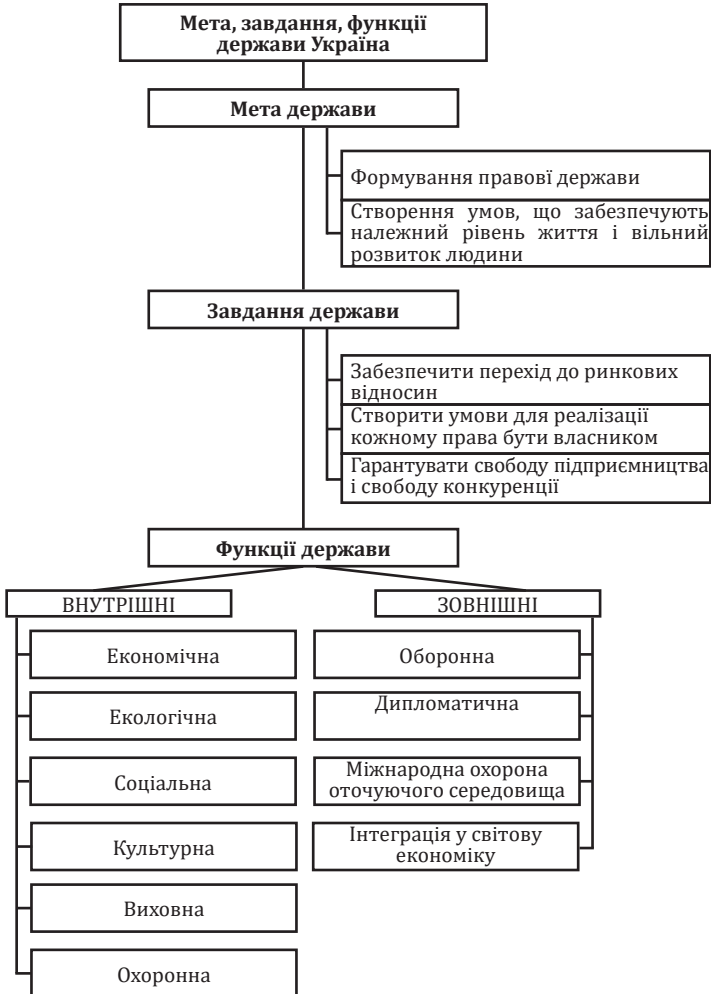 Мета, завдання, функції
держави Україна
Мета держави
Формування правової держави
Створення умов, що забезпечують
належний рівень життя і вільний
розвиток людини
Завдання держави
Забезпечити перехід до ринкових
відносин
Створити умови для реалізації
кожному права бути власником
Гарантувати свободу підприємництва
і свободу конкуренції
Функції держави
ВНУТРІШНІ
Економічна
Екологічна
Соціальна
Культурна
Виховна
Охоронна
ЗОВНІШНІ
Оборонна
Дипломатична
Міжнародна охорона
оточуючого середовища
Інтеграція у світову
економіку